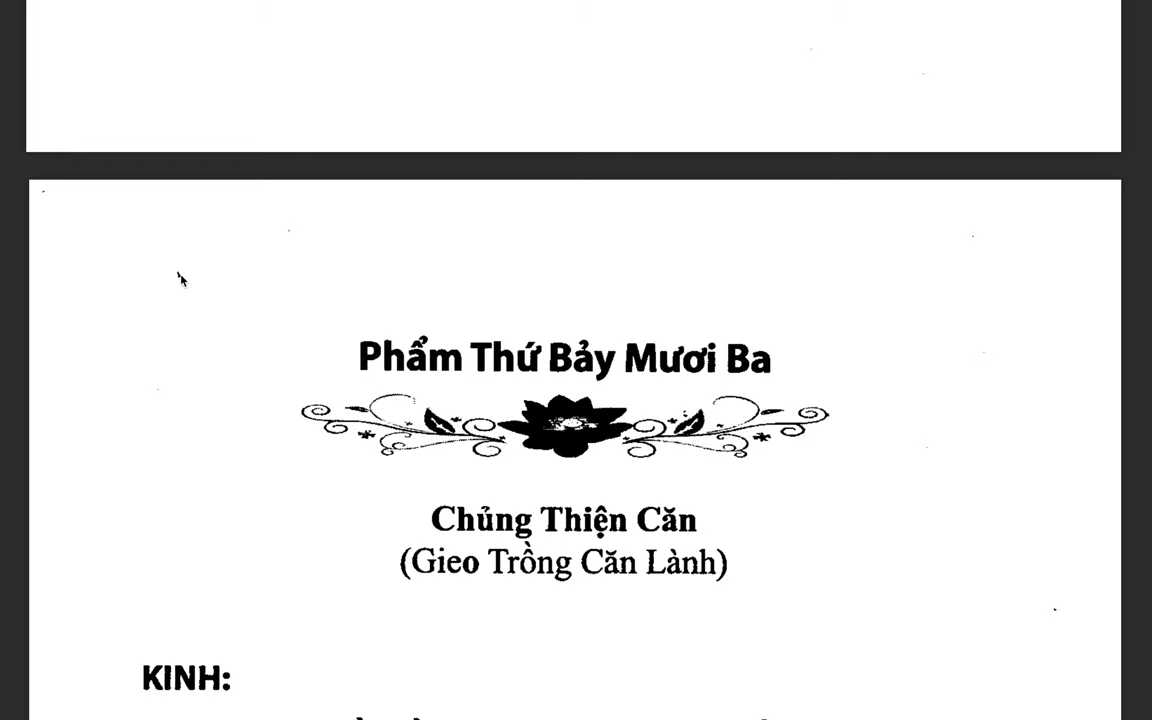 Phẩm Thứ Bảy Mươi Ba
Chủng Thiện Căn
(Gieo Trồng Căn Lành)
KINH: